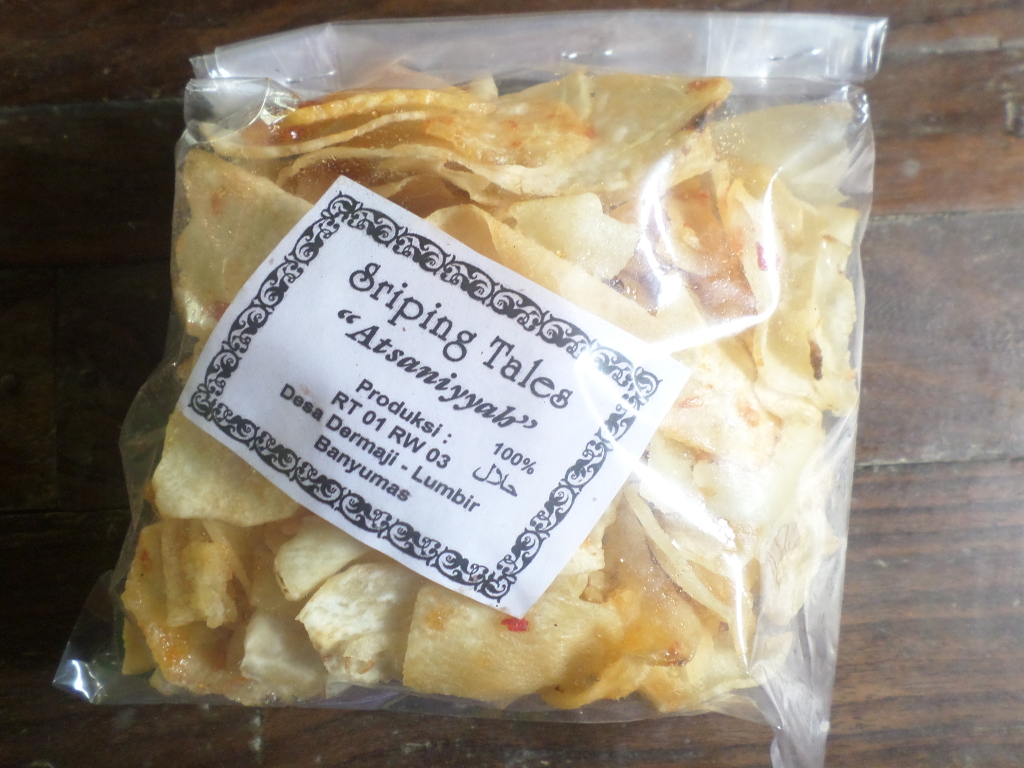 Sriping Tales
“Atsaniyyah”
Produksi :
RT 01 RW 03
Desa Dermaji - Lumbir
Banyumas
100%
حلال